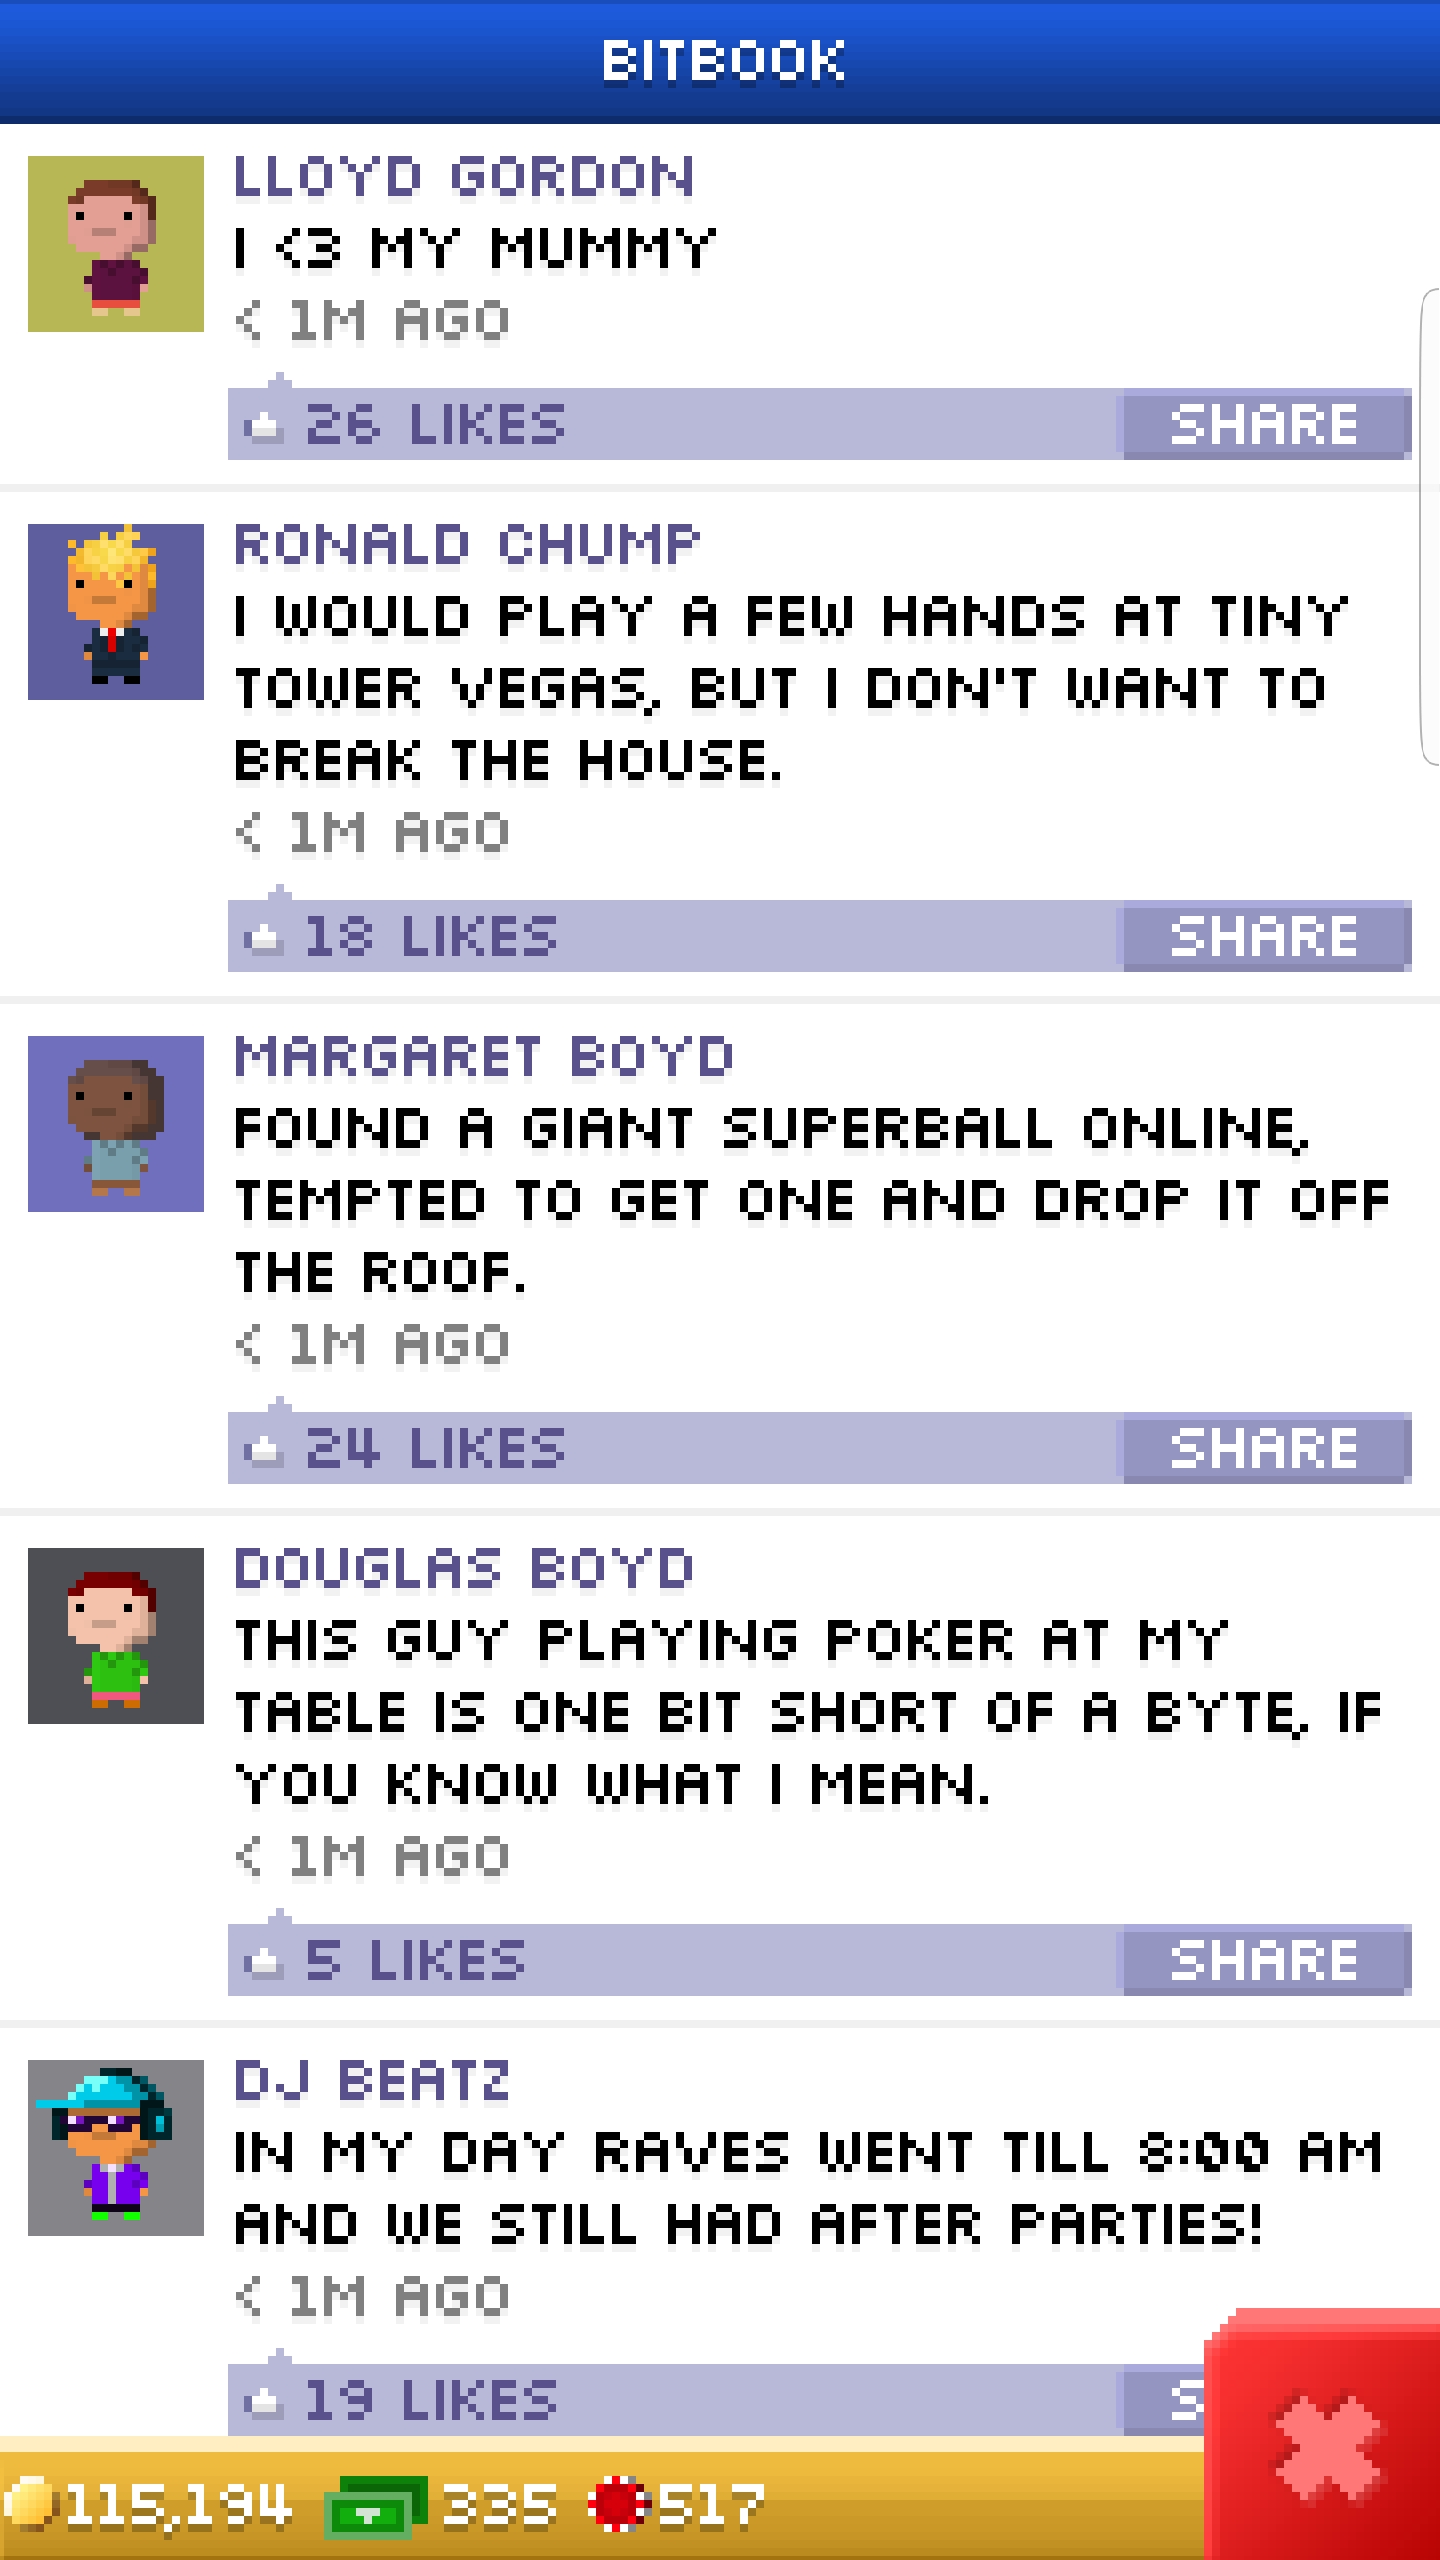 BITBOOK
LLOYD GORDON
I <3 MY MUMMY
< 1M AGO
26 LIKES
SHARE
RONALD CHUMP
I WOULD PLAY A FEW HANDS AT TINY
TOWER VEGAS, BUT I DON'T WANT TO
BREAK THE HOUSE.
< 1M AGO
18 LIKES
SHARE
MARGARET BOYD
FOUND A GIANT SUPERBALL ONLINE,
TEMPTED TO GET ONE AND DROP IT OFF
THE ROOF.
< 1M AGO
24 LIKES
SHARE
DOUGLAS BOYD
THIS GUY PLAYING POKER AT MY
TABLE IS ONE BIT SHORT OF A BYTE, IF
YOU KNOW WHAT I MEAN.
< 1M AGO
5 LIKES
SHARE
DJ BEATZ
IN MY DAY RAVES WENT TILL 8:00 AM
AND WE STILL HAD AFTER PARTIES!
< 1M AGO
19 LIKES
115,194 335 517